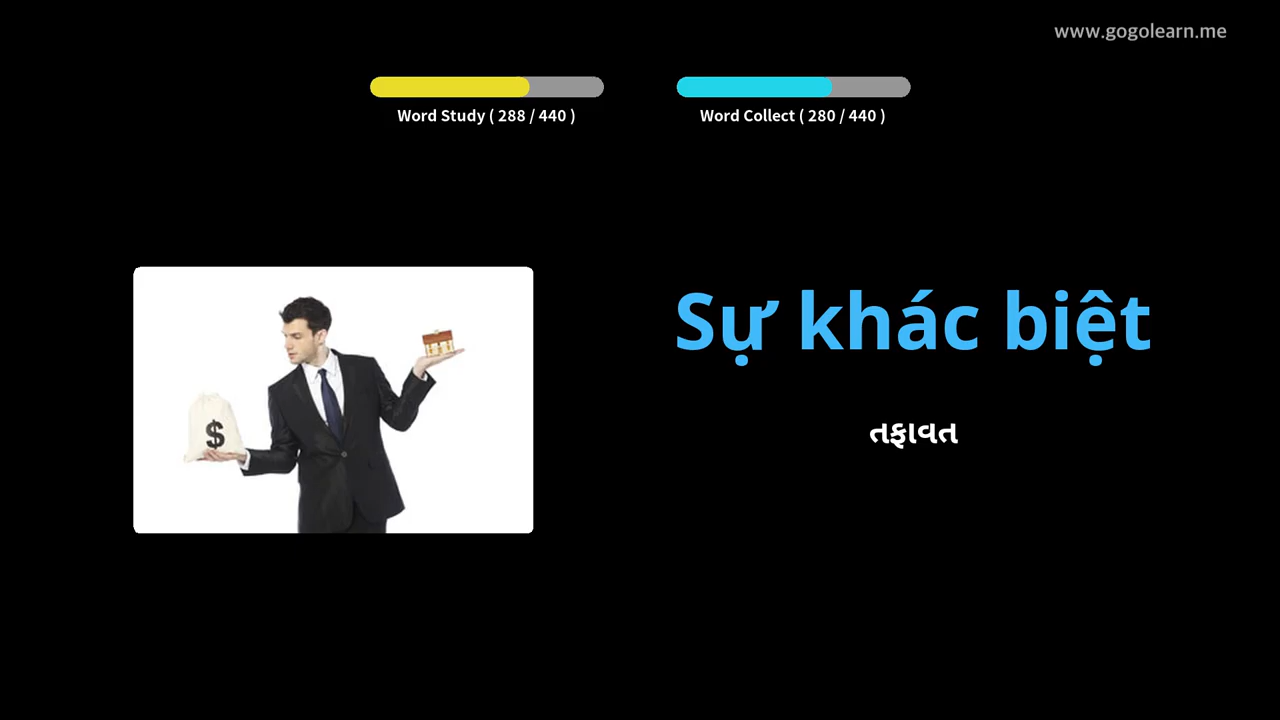 www.gogolearn.me
Word Study ( 288 / 440 )
Word Collect ( 280 / 440 )
Sự khác biệt
તફાવત
$